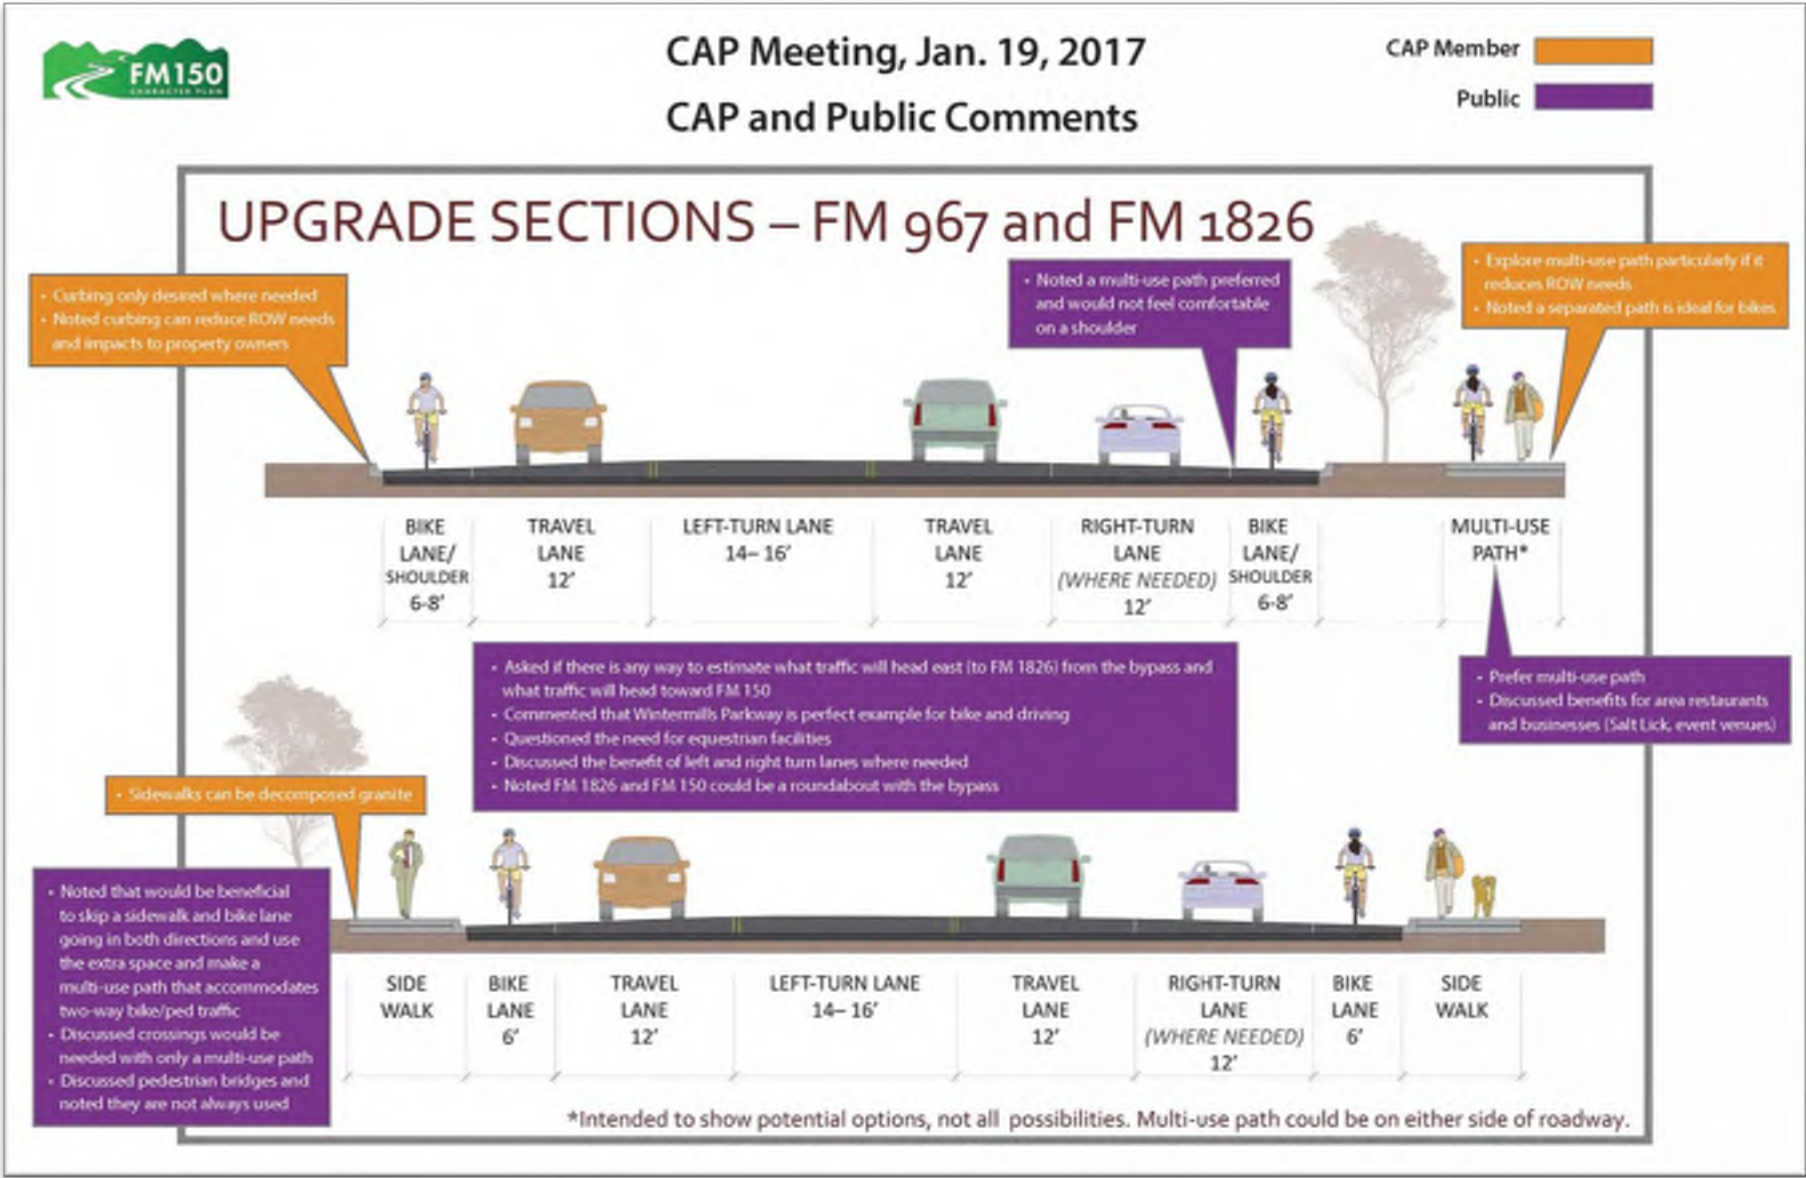 FM150
CHARACTER PLAN
CAP Meeting, Jan. 19, 2017
CAP and Public Comments
CAP Member
Public
UPGRADE SECTIONS – FM 967 and FM 1826
• Curbing only desired where needed
• Noted curbing can reduce ROW needs
and impacts to property owners
• Noted a multi-use path preferred
and would not feel comfortable
on a shoulder
• Explore multi-use path particularly if it
reduces ROW needs
• Noted a separated path is ideal for bikes
BIKE
LANE/
SHOULDER
6-8’
TRAVEL
LANE
12’
LEFT-TURN LANE
14– 16’
TRAVEL
LANE
12’
RIGHT-TURN
LANE
(WHERE NEEDED)
12’
BIKE
LANE/
SHOULDER
6-8’
MULTI-USE
PATH*
• Asked if there is any way to estimate what traffic will head east (to FM 1826) from the bypass and
what traffic will head toward FM 150
• Commented that Wintermills Parkway is perfect example for bike and driving
• Questioned the need for equestrian facilities
• Discussed the benefit of left and right turn lanes where needed
• Noted FM 1826 and FM 150 could be a roundabout with the bypass
• Prefer multi-use path
• Discussed benefits for area restaurants
and businesses (Salt Lick, event venues)
• Sidewalks can be decomposed granite
• Noted that would be beneficial
to skip a sidewalk and bike lane
going in both directions and use
the extra space and make a
multi-use path that accommodates
two-way bike/ped traffic
• Discussed crossings would be
needed with only a multi-use path
• Discussed pedestrian bridges and
noted they are not always used
SIDE
WALK
BIKE
LANE
6’
TRAVEL
LANE
12’
LEFT-TURN LANE
14– 16’
TRAVEL
LANE
12’
RIGHT-TURN
LANE
(WHERE NEEDED)
12’
BIKE
LANE
6’
SIDE
WALK
*Intended to show potential options, not all possibilities. Multi-use path could be on either side of roadway.